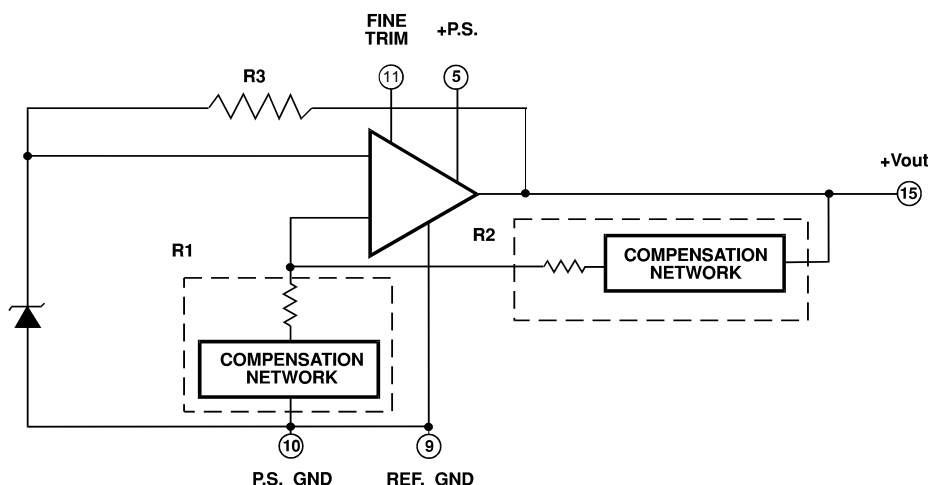 FINE
TRIM
+P.S.
11
5
R3
+Vout
15
R1
R2
COMPENSATION
NETWORK
COMPENSATION
NETWORK
10
9
P.S. GND
REF. GND